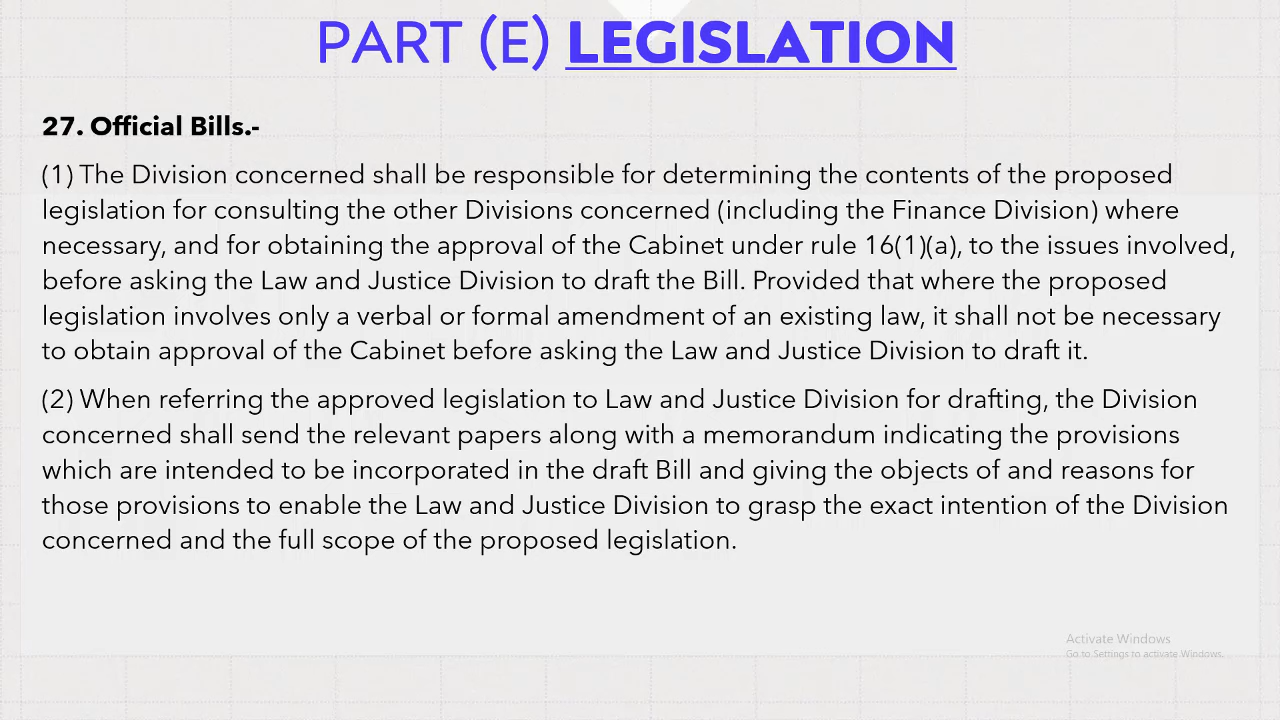 PART (E) LEGISLATION
27. Official Bills.-
(1) The Division concerned shall be responsible for determining the contents of the proposed
legislation for consulting the other Divisions concerned (including the Finance Division) where
necessary, and for obtaining the approval of the Cabinet under rule 16(1)(a), to the issues involved,
before asking the Law and Justice Division to draft the Bill. Provided that where the proposed
legislation involves only a verbal or formal amendment of an existing law, it shall not be necessary
to obtain approval of the Cabinet before asking the Law and Justice Division to draft it.
(2) When referring the approved legislation to Law and Justice Division for drafting, the Division
concerned shall send the relevant papers along with a memorandum indicating the provisions
which are intended to be incorporated in the draft Bill and giving the objects of and reasons for
those provisions to enable the Law and Justice Division to grasp the exact intention of the Division
concerned and the full scope of the proposed legislation.
Activate Windows
Go to Settings to activate Windows.